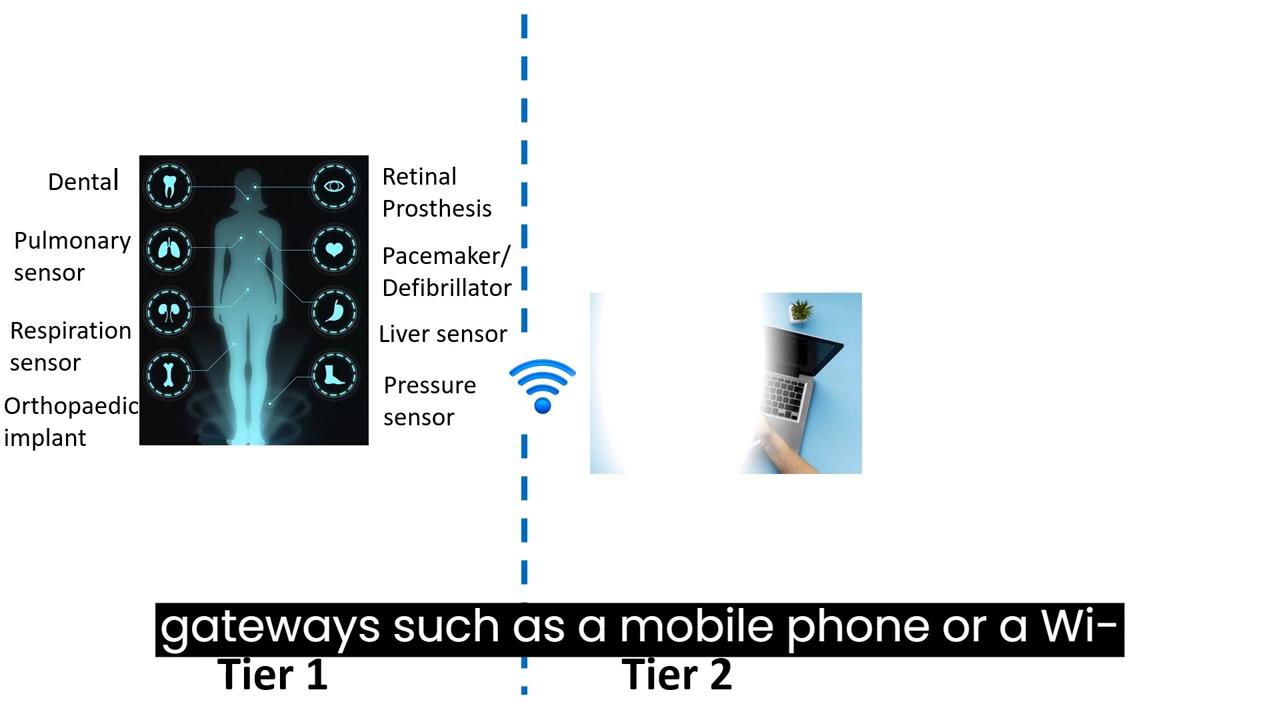 Dental
Pulmonary
sensor
Respiration
sensor
Orthopaedic
implant
Retinal
Prosthesis
Pacemaker/
Defibrillator
Liver sensor
Pressure
sensor
gateways such as a mobile phone or a Wi-
Tier 1
Tier 2